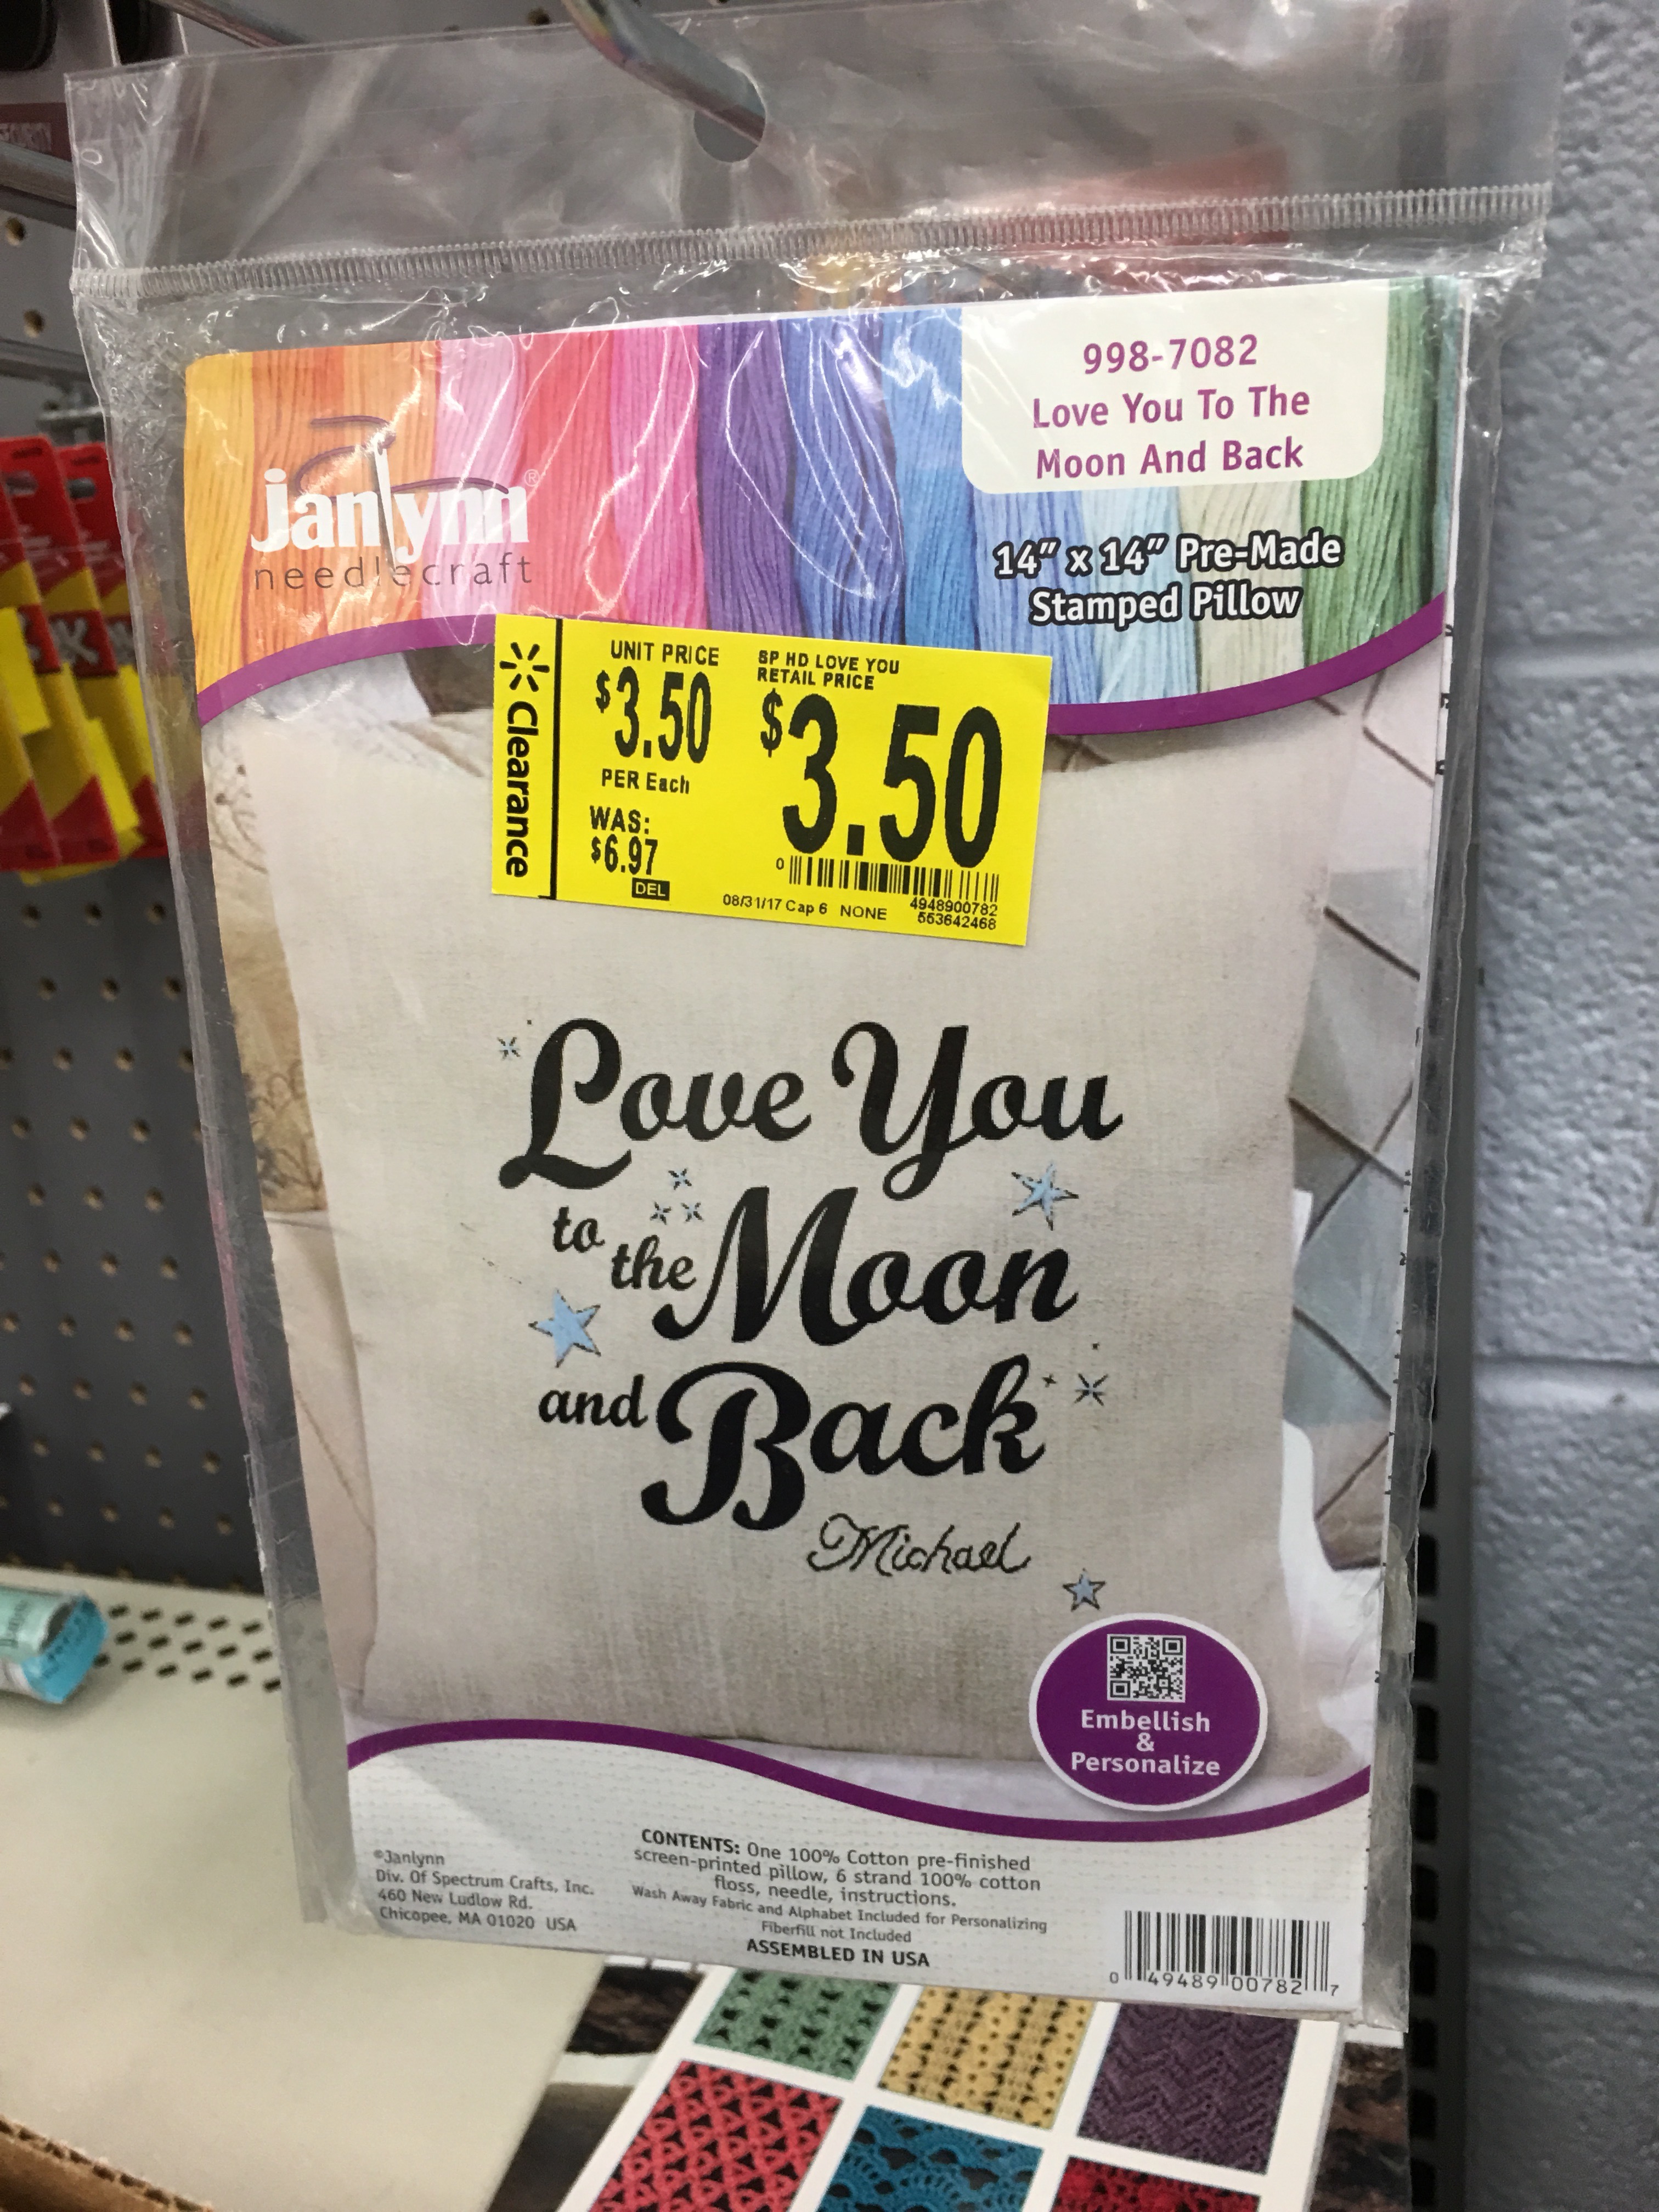 998-7082
Love You To The
Moon And Back
janlynn®
needlecraft
14" x 14" Pre-Made
Stamped Pillow
Clearance
UNIT PRICE
$3.50
PER Each
WAS:
$6.97
DEL
SP HD LOVE YOU
RETAIL PRICE
$3.50
0
08/31/17 Cap 6 NONE 4948900782
553642468
Love You
to the Moon
and Back
Michael
Embellish
&
Personalize
©Janlynn
Div. Of Spectrum Crafts, Inc.
460 New Ludlow Rd.
Chicopee, MA 01020 USA
CONTENTS: One 100% Cotton pre-finished
screen-printed pillow, 6 strand 100% cotton
floss, needle, instructions.
Wash Away Fabric and Alphabet Included for Personalizing
Fiberfill not Included
ASSEMBLED IN USA
0 49489 00782 7